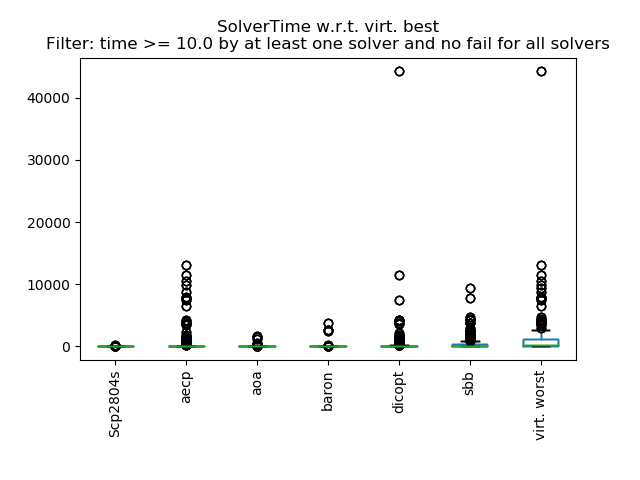 SolverTime w.r.t. virt. best
Filter: time >= 10.0 by at least one solver and no fail for all solvers
40000
30000
20000
10000
0
Scp2804s
aecp
aoa
baron
dicopt
sbb
virt. worst